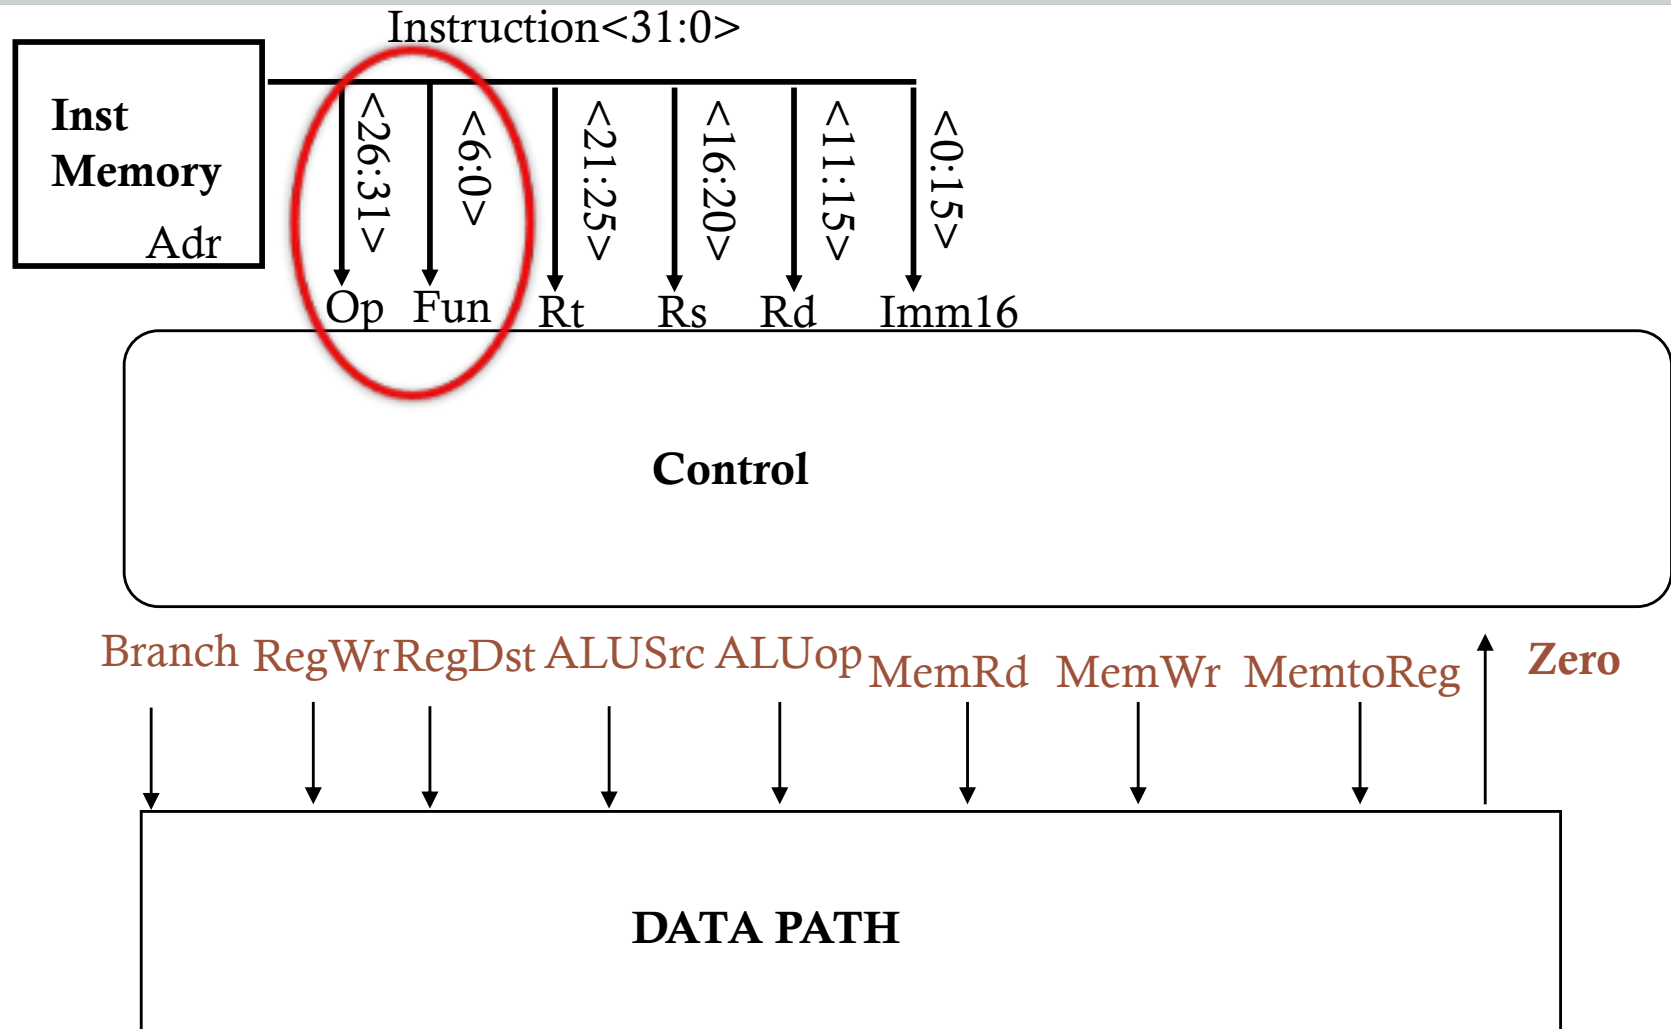 Instruction<31:0>
Inst
Memory
Adr
<26:31>
<6:0>
<21:25>
<16:20>
<11:15>
<0:15>
Op Fun Rt Rs Rd Imm16
Control
Branch RegWr RegDst ALUSrc ALUop MemRd MemWr MemtoReg Zero
DATA PATH